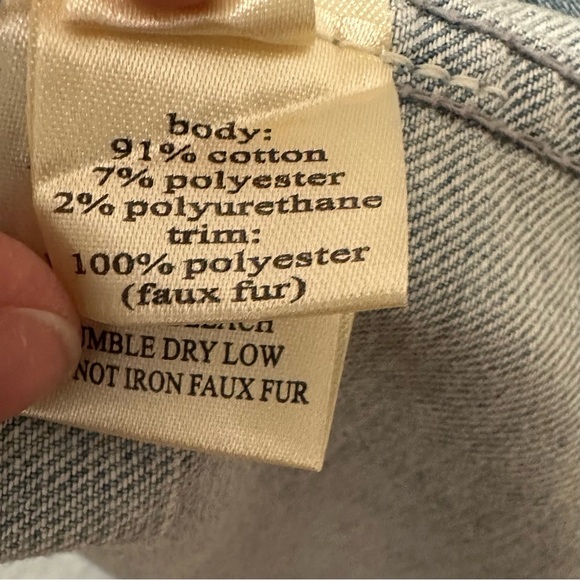 body:
91% cotton
7% polyester
2% polyurethane
trim:
100% polyester
(faux fur)
UMBLE DRY LOW
NOT IRON FAUX FUR